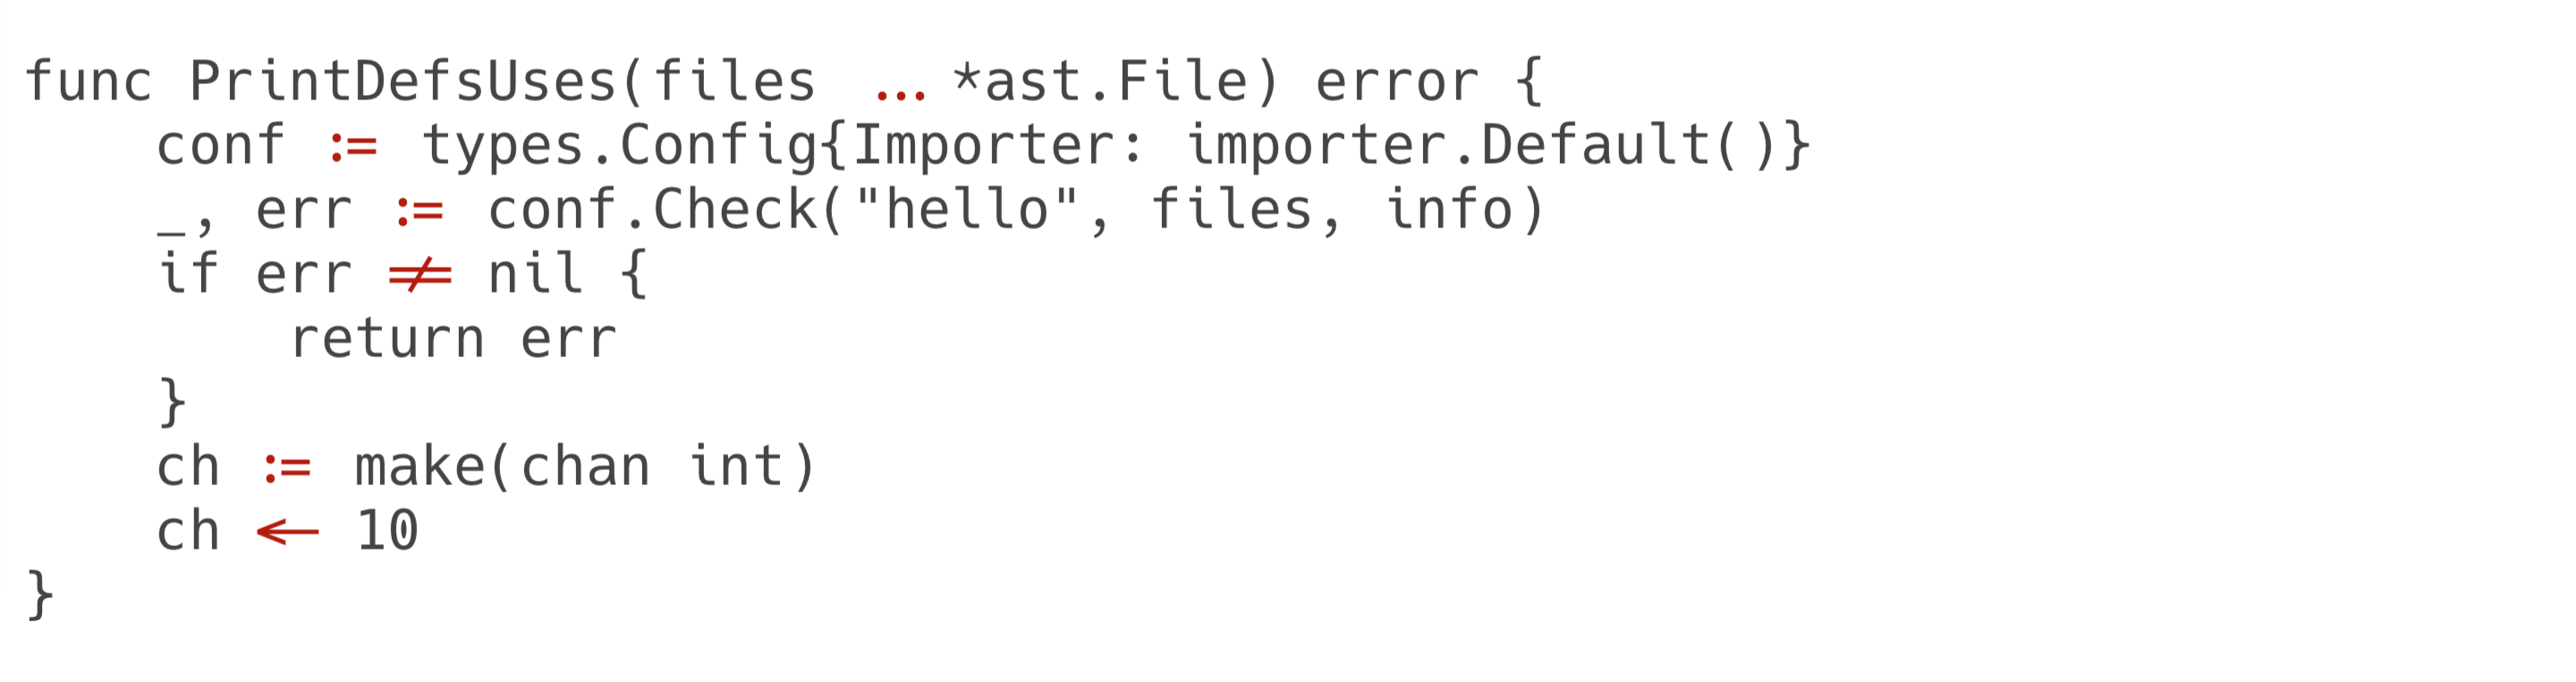 func PrintDefsUses(files ...*ast.File) error {
    conf := types.Config{Importer: importer.Default()}
    _, err := conf.Check("hello", files, info)
    if err != nil {
        return err
    }
    ch := make(chan int)
    ch <- 10
}